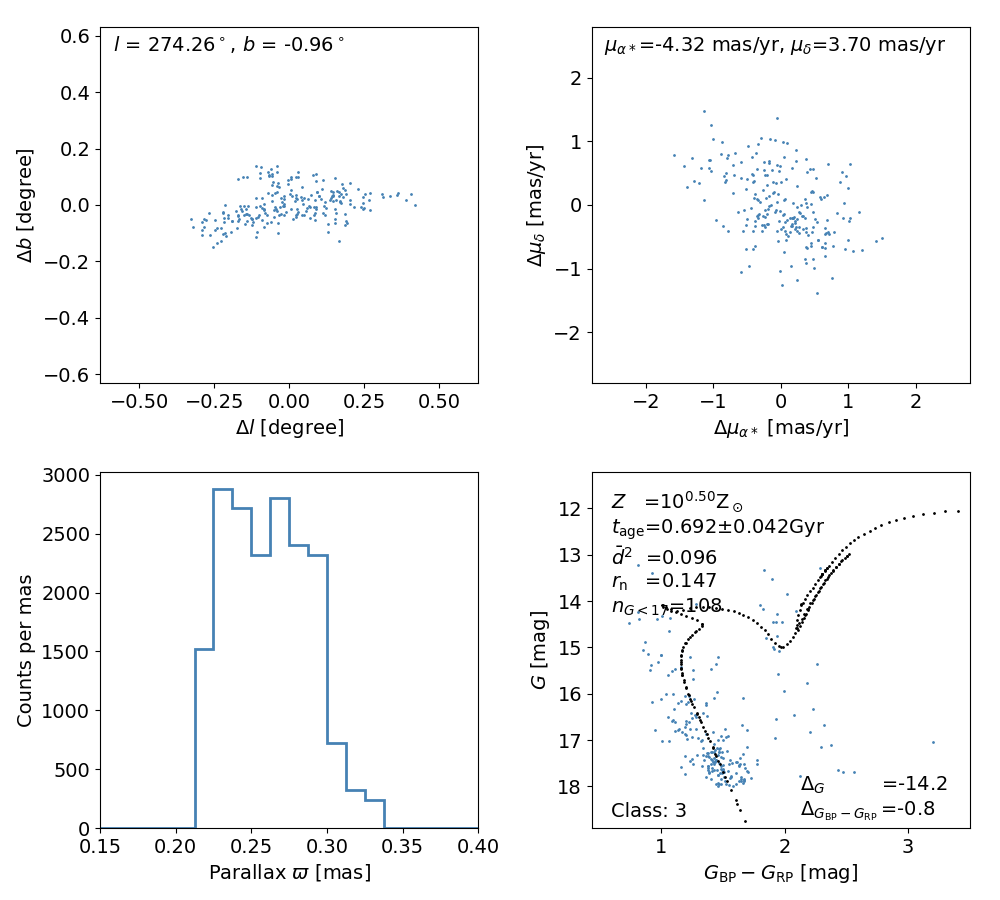 l = 274.26°, b = -0.96°
0.6
0.4
0.2
0.0
−0.2
−0.4
−0.6
Δb [degree]
−0.50 −0.25 0.00 0.25 0.50
Δl [degree]
μα∗=-4.32 mas/yr, μδ=3.70 mas/yr
2
1
0
−1
−2
Δμδ [mas/yr]
−2 −1 0 1 2
Δμα∗ [mas/yr]
3000
2500
2000
1500
1000
500
0
Counts per mas
0.15 0.20 0.25 0.30 0.35 0.40
Parallax ϖ [mas]
Z =10^0.50 Z⊙
t_age=0.692±0.042Gyr
d̄² =0.096
r_n =0.147
n_G<17=108
12
13
14
15
16
17
18
G [mag]
Δ_G =-14.2
Δ_G_BP−G_RP =-0.8
Class: 3
1 2 3
G_BP − G_RP [mag]